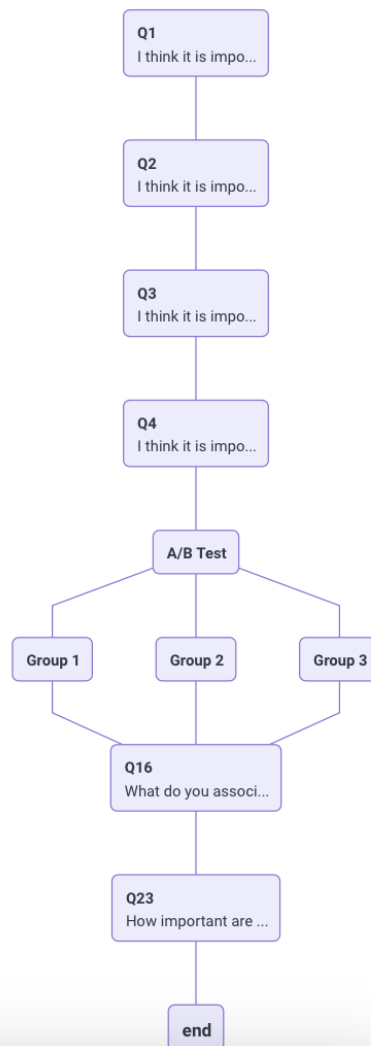 Q1
I think it is impo...
Q2
I think it is impo...
Q3
I think it is impo...
Q4
I think it is impo...
A/B Test
Group 1
Group 2
Group 3
Q16
What do you associ...
Q23
How important are ...
end